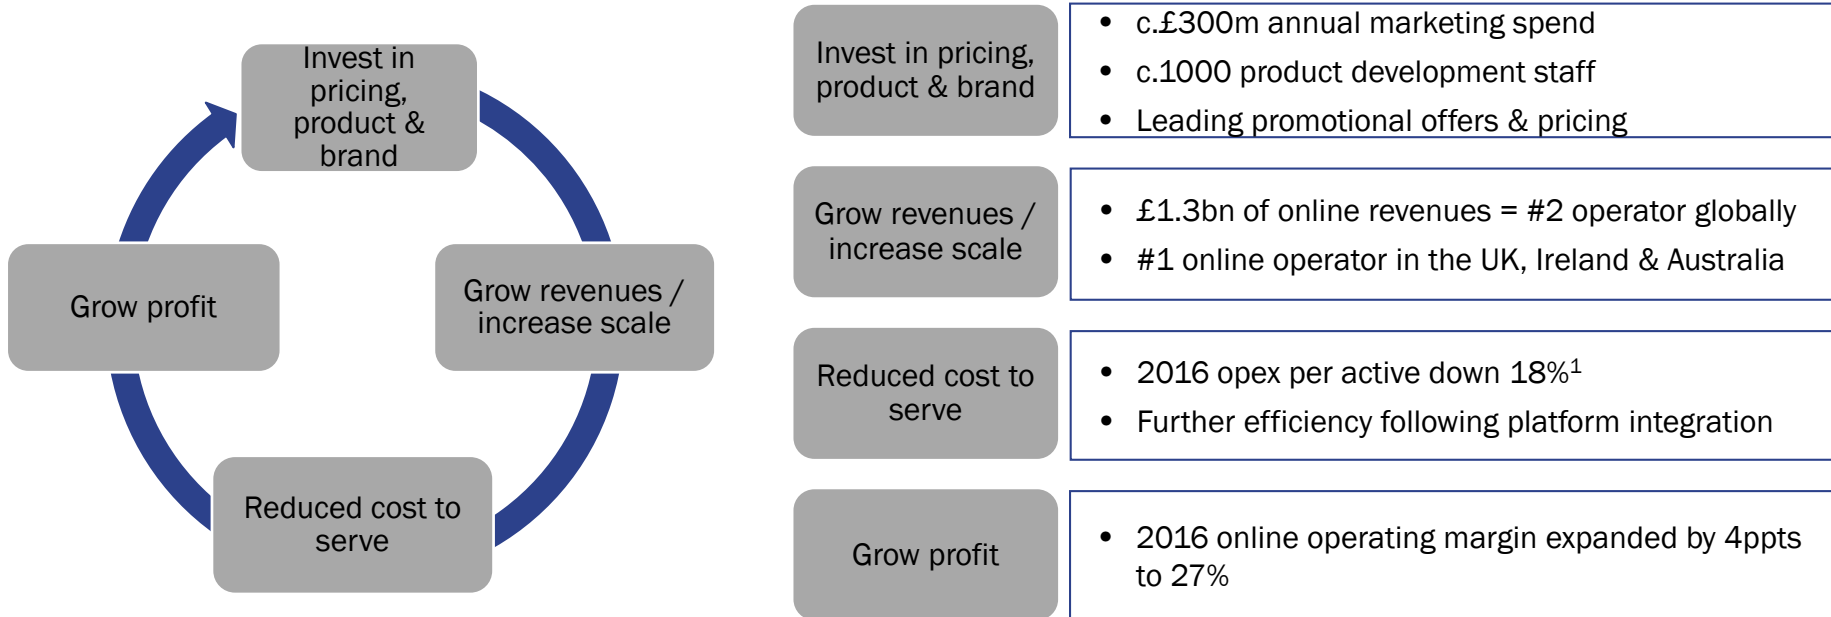 Invest in
pricing,
product &
brand
Grow revenues /
increase scale
Reduced cost to
serve
Grow profit
Invest in pricing,
product & brand
• c.£300m annual marketing spend
• c.1000 product development staff
• Leading promotional offers & pricing
Grow revenues /
increase scale
• £1.3bn of online revenues = #2 operator globally
• #1 online operator in the UK, Ireland & Australia
Reduced cost to
serve
• 2016 opex per active down 18%¹
• Further efficiency following platform integration
Grow profit
• 2016 online operating margin expanded by 4ppts
to 27%